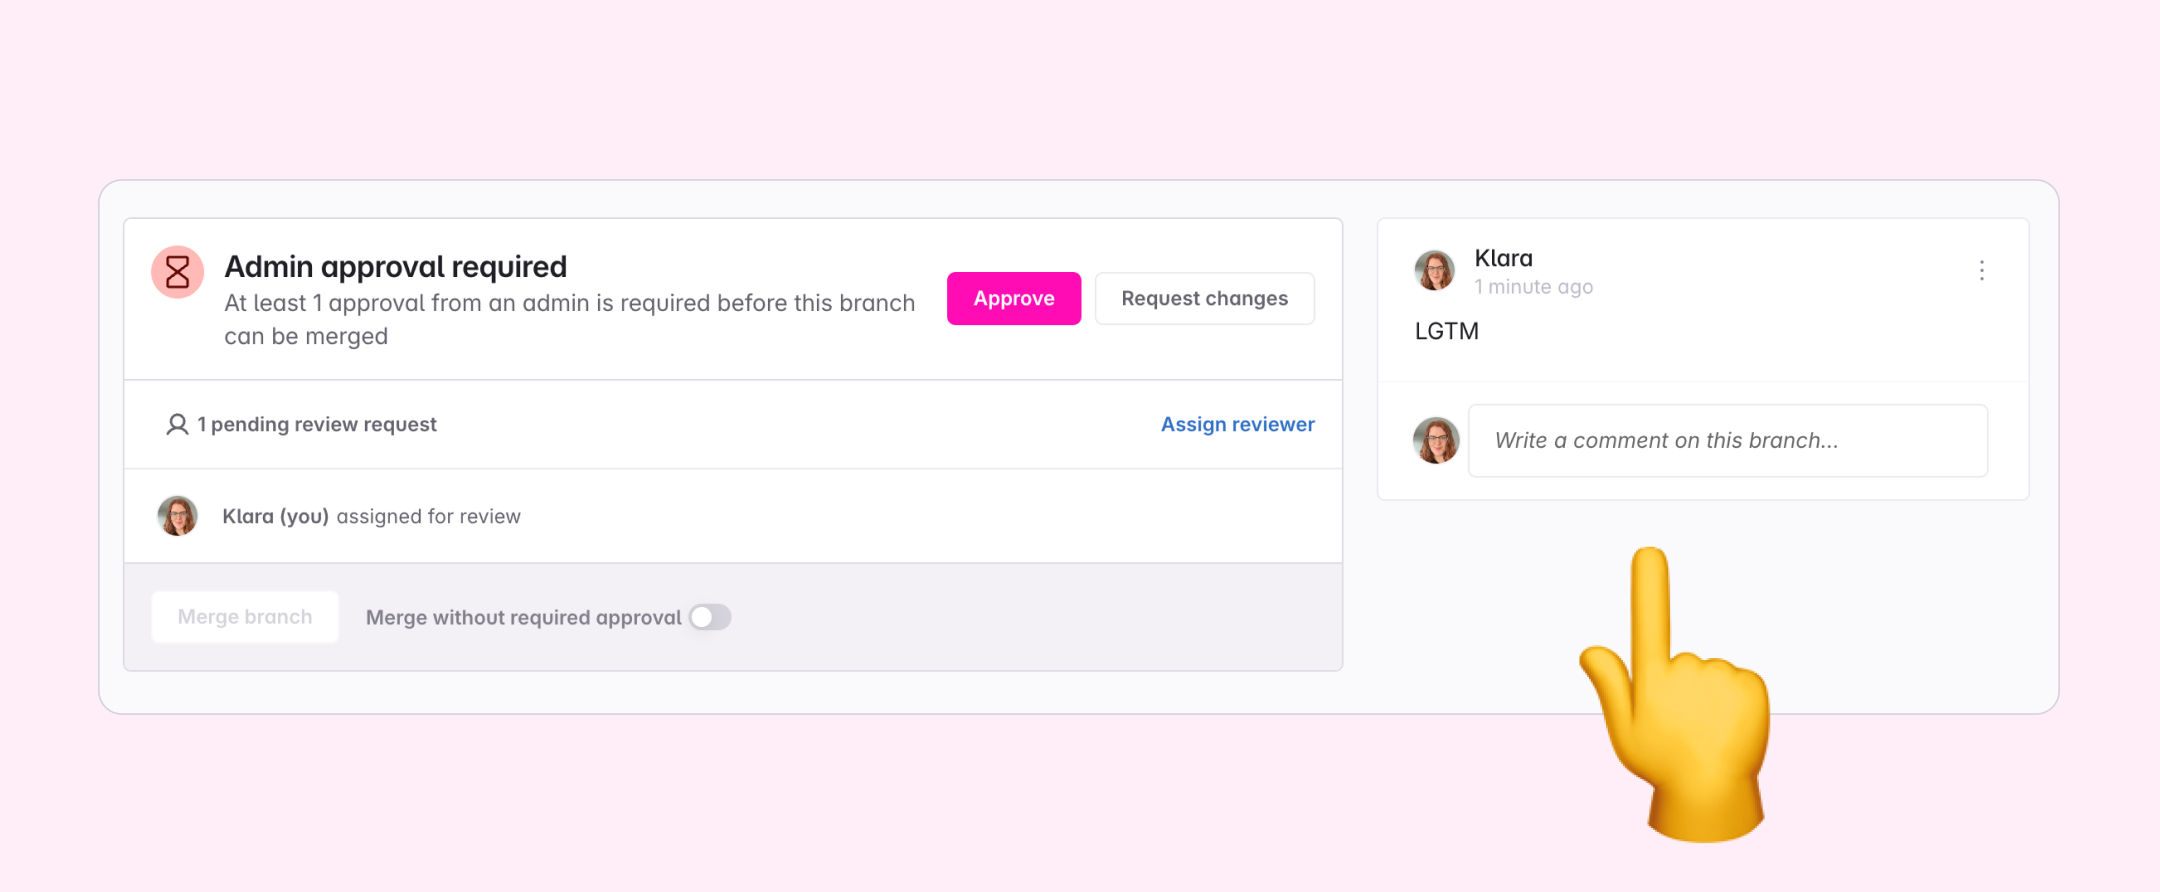 Admin approval required
At least 1 approval from an admin is required before this branch
can be merged
Approve
Request changes
1 pending review request
Assign reviewer
Klara (you) assigned for review
Merge branch
Merge without required approval
Klara
1 minute ago
LGTM
Write a comment on this branch...